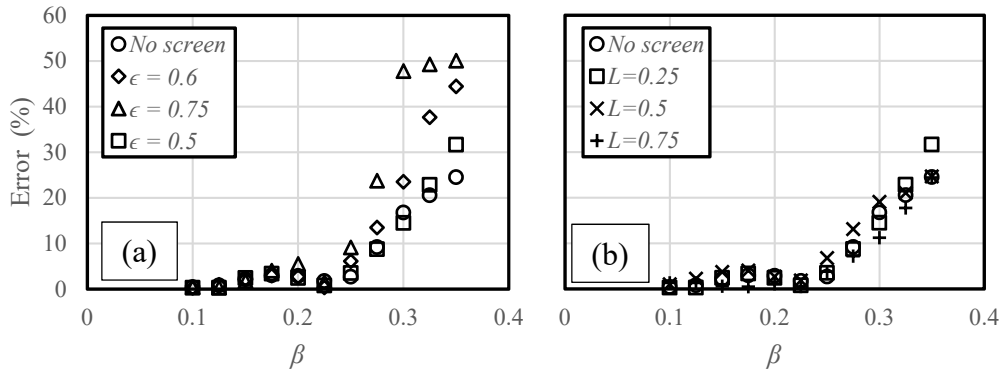 60
50
40
30
20
10
0
Error (%)
No screen
ϵ = 0.6
ϵ = 0.75
ϵ = 0.5
(a)
0 0.1 0.2 0.3 0.4
β
No screen
L=0.25
L=0.5
L=0.75
(b)
0 0.1 0.2 0.3 0.4
β